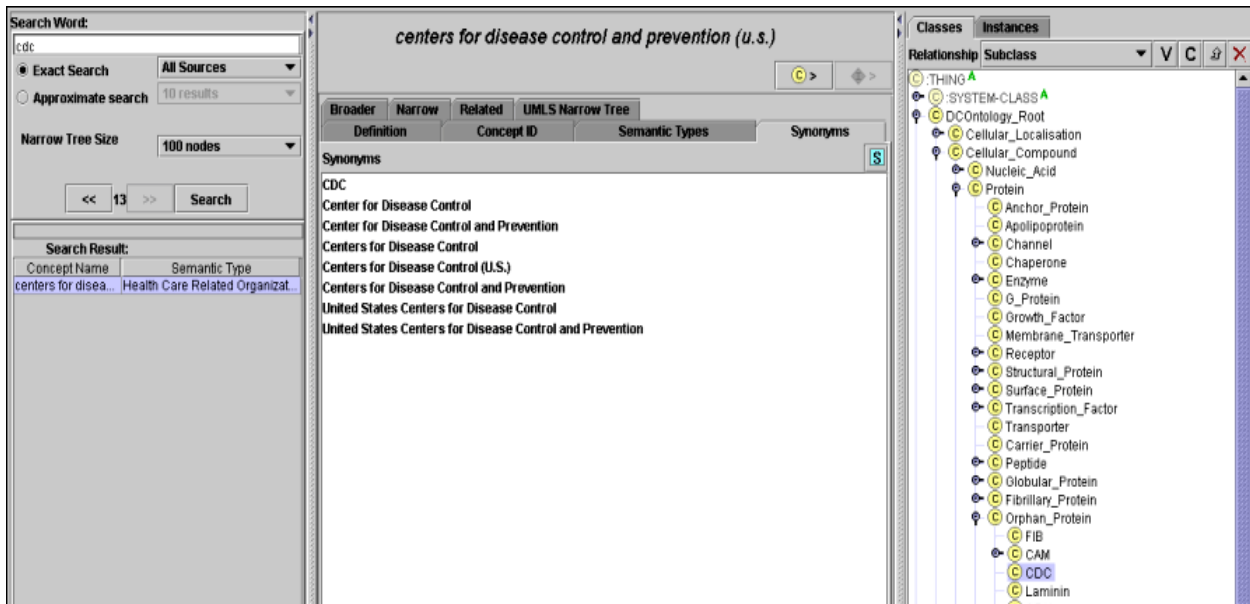 Search Word:
cdc
Exact Search
All Sources
Approximate search
10 results
Narrow Tree Size
100 nodes
<< 13 >> Search
Search Result:
Concept Name Semantic Type
centers for disea... Health Care Related Organizat...
centers for disease control and prevention (u.s.)
C >
>
Broader Narrow Related UMLS Narrow Tree
Definition Concept ID Semantic Types Synonyms
Synonyms
S
CDC
Center for Disease Control
Center for Disease Control and Prevention
Centers for Disease Control
Centers for Disease Control (U.S.)
Centers for Disease Control and Prevention
United States Centers for Disease Control
United States Centers for Disease Control and Prevention
Classes Instances
Relationship Subclass V C
C :THING A
C :SYSTEM-CLASS A
C DCOntology_Root
C Cellular_Localisation
C Cellular_Compound
C Nucleic_Acid
C Protein
C Anchor_Protein
C Apolipoprotein
C Channel
C Chaperone
C Enzyme
C G_Protein
C Growth_Factor
C Membrane_Transporter
C Receptor
C Structural_Protein
C Surface_Protein
C Transcription_Factor
C Transporter
C Carrier_Protein
C Peptide
C Globular_Protein
C Fibrillary_Protein
C Orphan_Protein
C FIB
C CAM
C CDC
C Laminin